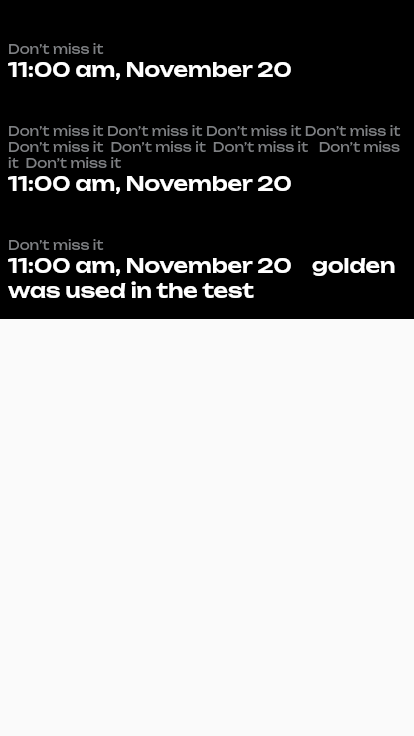 Don't miss it
11:00 am, November 20
Don't miss it Don't miss it Don't miss it Don't miss it
Don't miss it  Don't miss it  Don't miss it   Don't miss
it  Don't miss it
11:00 am, November 20
Don't miss it
11:00 am, November 20    golden
was used in the test